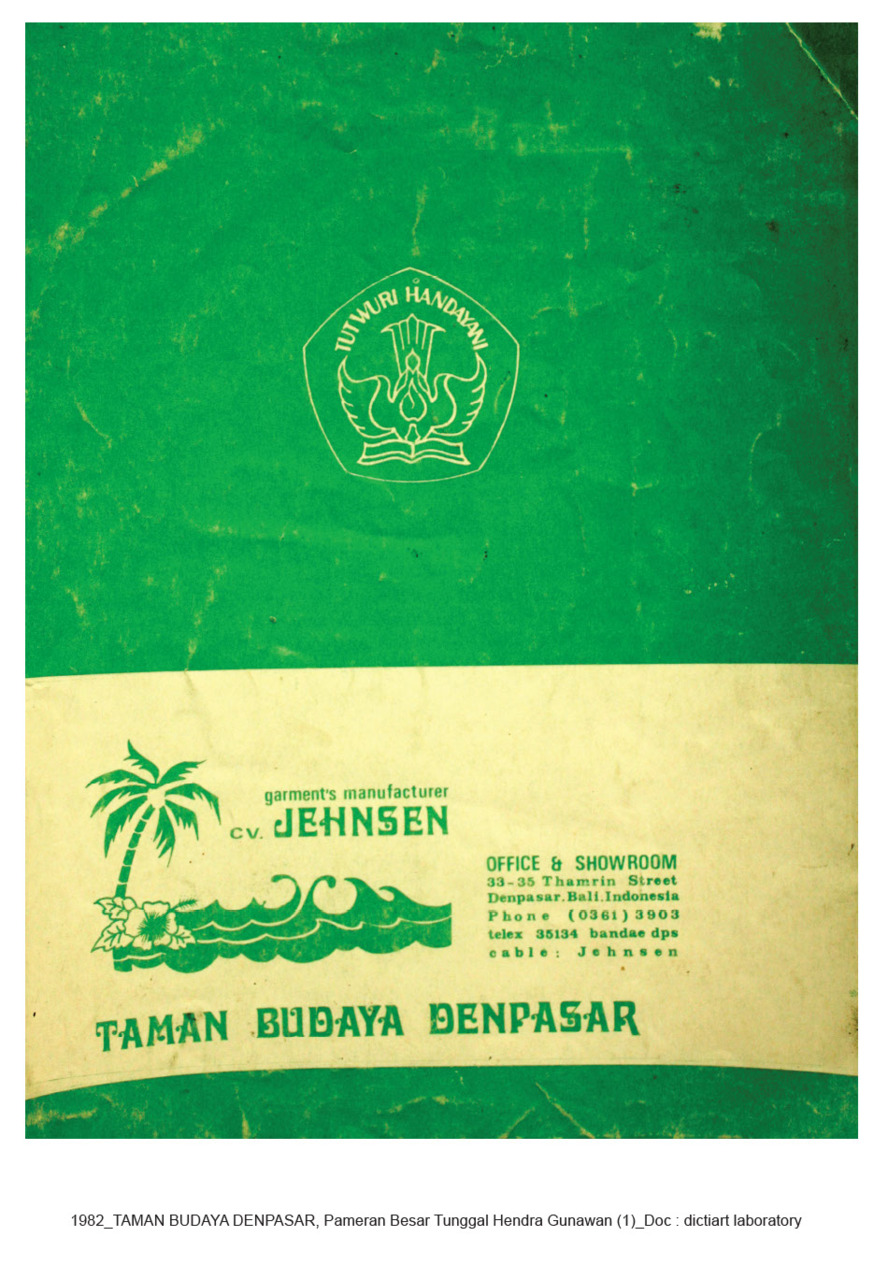 TUT WURI HANDAYANI
garment's manufacturer
CV. JEHNSEN
OFFICE & SHOWROOM
33-35 Thamrin Street
Denpasar.Bali.Indonesia
Phone (0361) 3903
telex 35134 bandae dps
cable: Jehnsen
TAMAN BUDAYA DENPASAR
1982_TAMAN BUDAYA DENPASAR, Pameran Besar Tunggal Hendra Gunawan (1)_Doc : dictiart laboratory